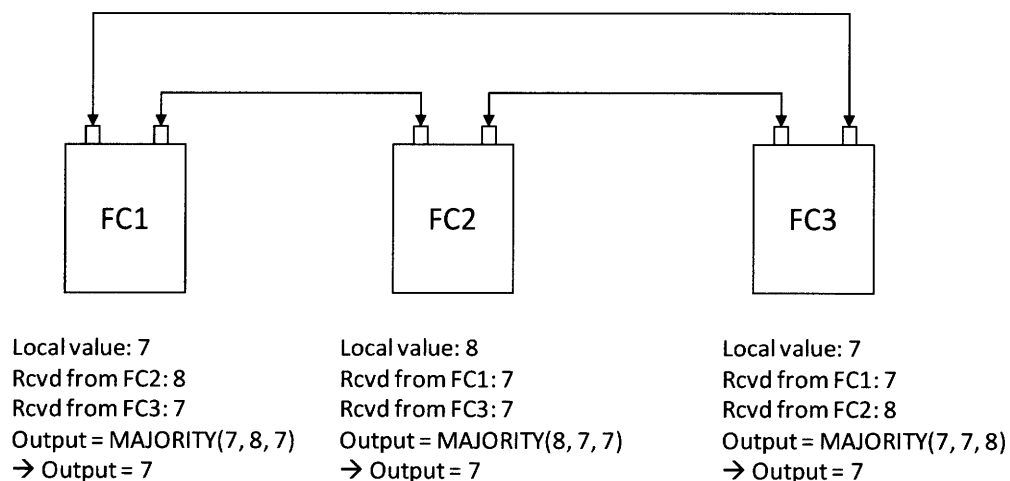 FC1
FC2
FC3
Local value: 7
Rcvd from FC2: 8
Rcvd from FC3: 7
Output = MAJORITY(7, 8, 7)
→ Output = 7
Local value: 8
Rcvd from FC1: 7
Rcvd from FC3: 7
Output = MAJORITY(8, 7, 7)
→ Output = 7
Local value: 7
Rcvd from FC1: 7
Rcvd from FC2: 8
Output = MAJORITY(7, 7, 8)
→ Output = 7